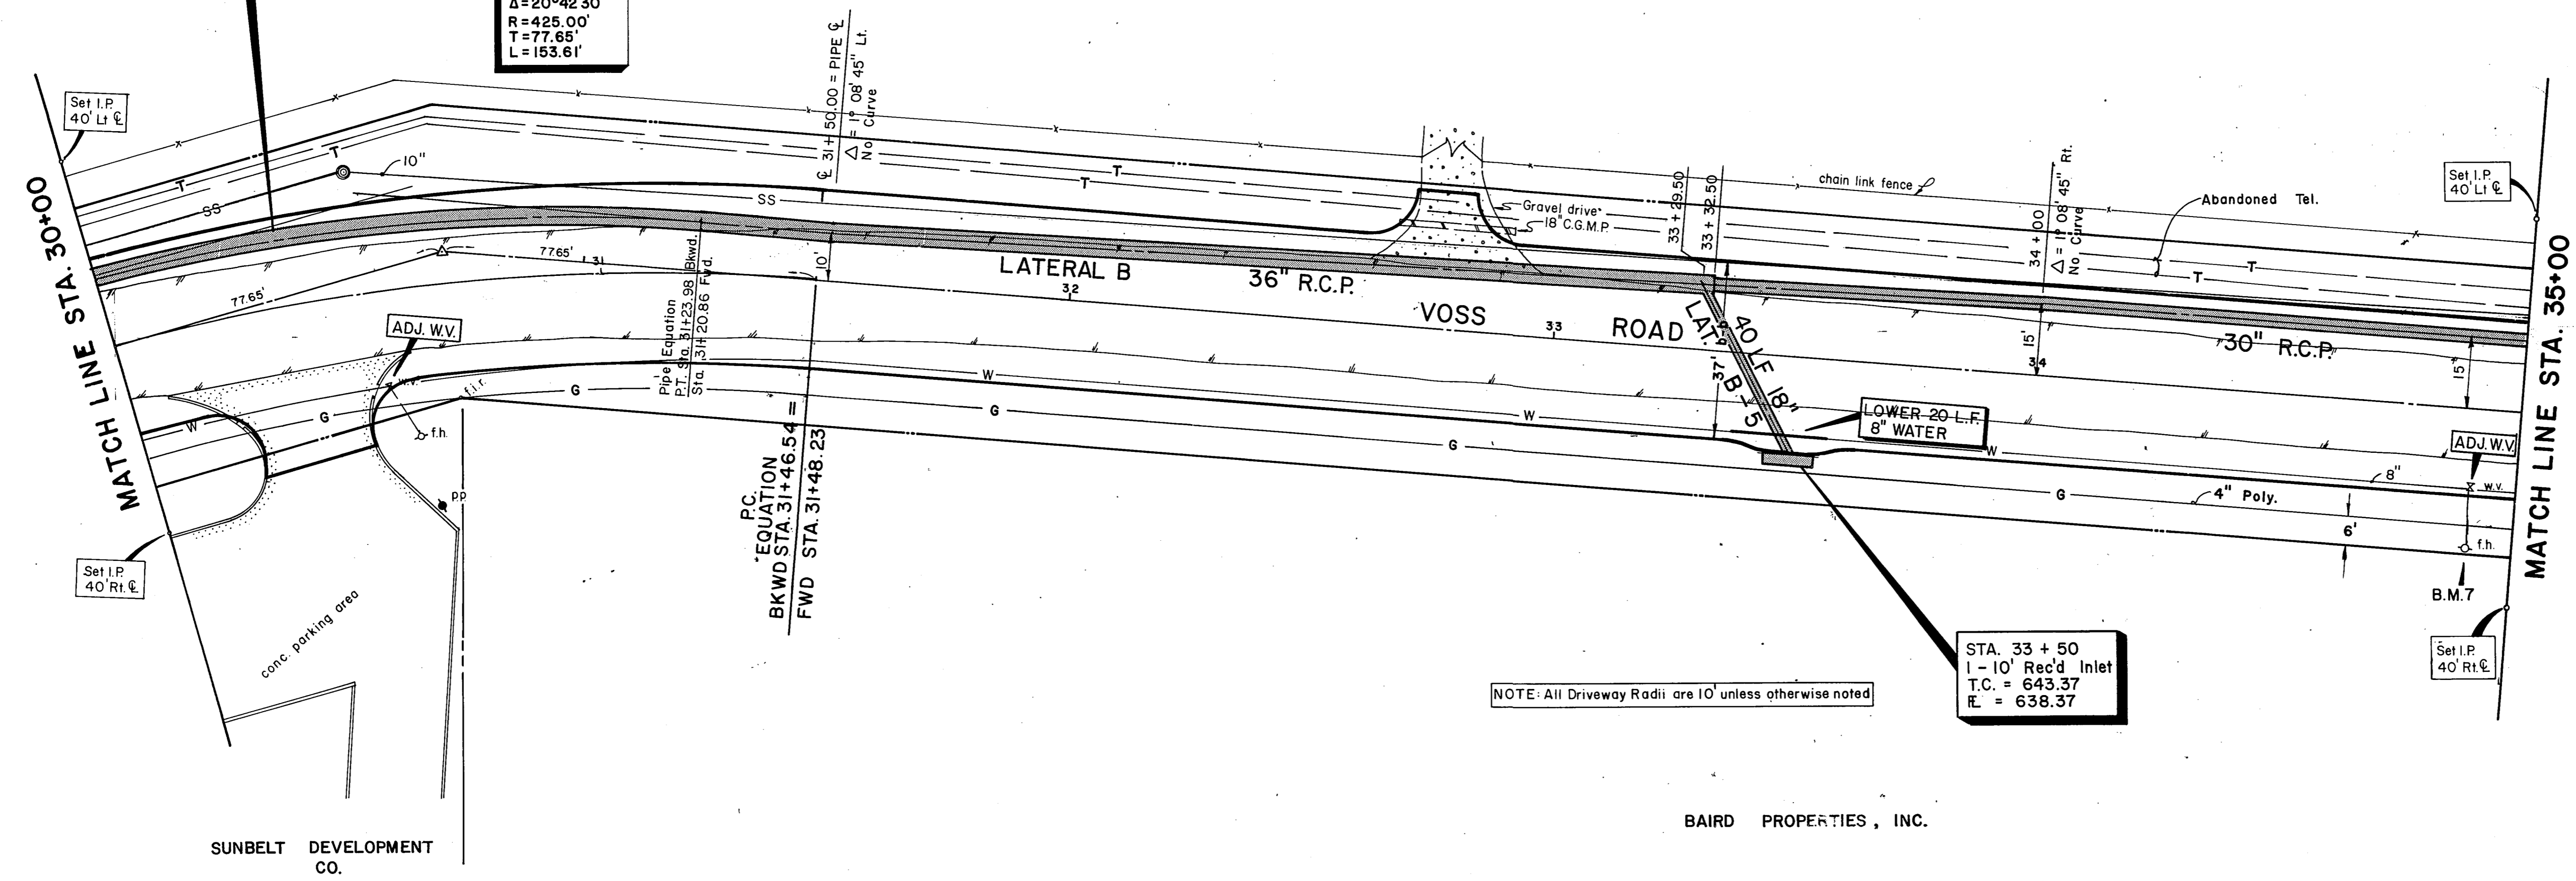 Δ=20°42'30"
R=425.00'
T=77.65'
L=153.61'
Set I.P.
40' Lt ℄
MATCH LINE STA. 30+00
T
T
SS
10"
℄ 31+50.00 = PIPE ℄
Δ = 1° 08' 45" Lt.
No Curve
T
T
SS
Gravel drive
18" C.G.M.P.
33 + 29.50
33 + 32.50
chain link fence
34 + 00
Δ = 1° 08' 45" Rt.
No Curve
Abandoned Tel.
T
T
Set I.P.
40' Lt ℄
MATCH LINE STA. 35+00
77.65'
77.65'
31
10'
LATERAL B
36" R.C.P.
32
VOSS ROAD
33
34
15'
30" R.C.P.
15'
Pipe Equation
P.T. Sta. 31+23.98 Bkwd.
Sta. 31+20.86 Fwd.
ADJ. W.V.
W.V.
f.i.r.
f.h.
W
G
P.P.
G
W
G
W
G
40 LF 18"
LAT. B-5
37'
LOWER 20 L.F.
8" WATER
W
G
4" Poly.
8"
ADJ. W.V.
W.V.
6'
f.h.
B.M.7
P.C.
EQUATION
BKWD STA. 31+46.54 =
FWD STA. 31+48.23
Set I.P.
40' Rt. ℄
conc. parking area
Set I.P.
40' Rt. ℄
STA. 33 + 50
1 - 10' Rec'd Inlet
T.C. = 643.37
FL = 638.37
NOTE: All Driveway Radii are 10' unless otherwise noted
SUNBELT DEVELOPMENT
CO.
BAIRD PROPERTIES, INC.